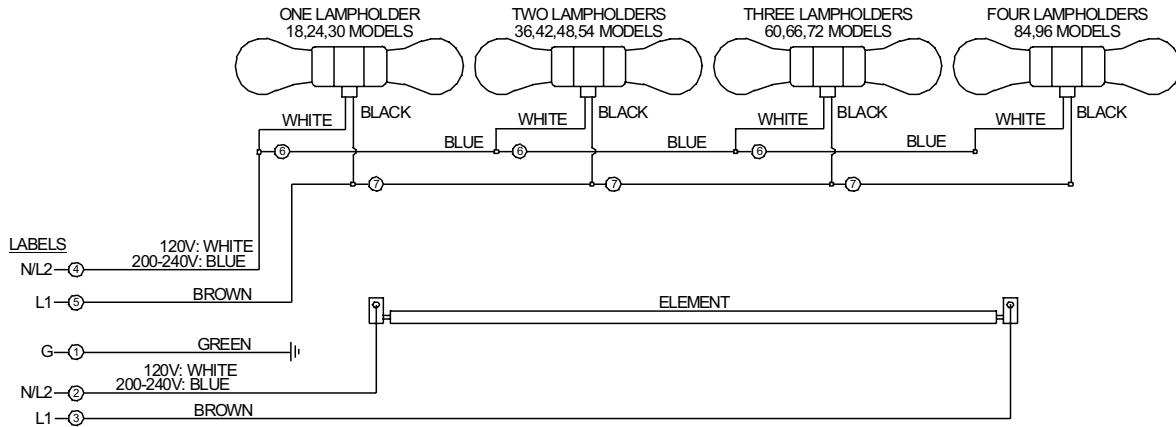 ONE LAMPHOLDER
18,24,30 MODELS
TWO LAMPHOLDERS
36,42,48,54 MODELS
THREE LAMPHOLDERS
60,66,72 MODELS
FOUR LAMPHOLDERS
84,96 MODELS
WHITE
BLACK
WHITE
BLACK
WHITE
BLACK
WHITE
BLACK
6
BLUE
6
BLUE
6
BLUE
7
7
7
LABELS
120V: WHITE
200-240V: BLUE
N/L2
4
L1
5
BROWN
ELEMENT
G
1
GREEN
120V: WHITE
200-240V: BLUE
N/L2
2
L1
3
BROWN